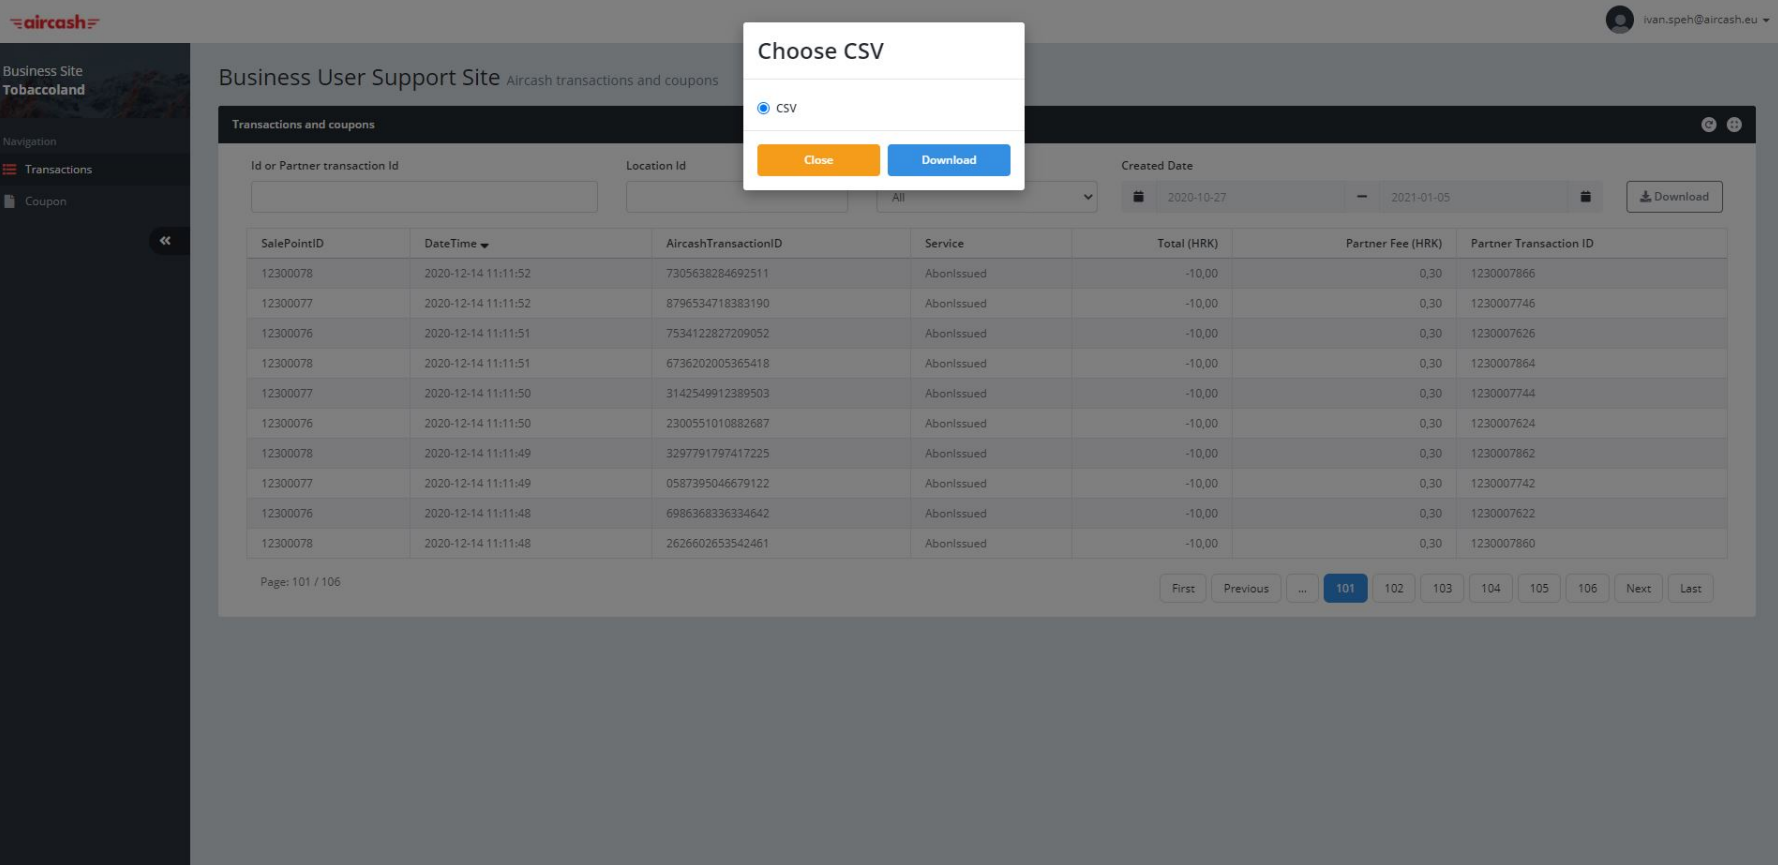 aircash
ivan.speh@aircash.eu
Business Site
Tobaccoland
Navigation
Transactions
Coupon
Business User Support Site Aircash transactions and coupons
Choose CSV
CSV
Close Download
Transactions and coupons
Id or Partner transaction Id Location Id Created Date
All 2020-10-27 – 2021-01-05 Download
SalePointID DateTime AircashTransactionID Service Total (HRK) Partner Fee (HRK) Partner Transaction ID
12300078 2020-12-14 11:11:52 7305638284692511 AbonIssued -10,00 0,30 1230007866
12300077 2020-12-14 11:11:52 8796534718383190 AbonIssued -10,00 0,30 1230007746
12300076 2020-12-14 11:11:51 7534122827209052 AbonIssued -10,00 0,30 1230007626
12300078 2020-12-14 11:11:51 6736202005365418 AbonIssued -10,00 0,30 1230007864
12300077 2020-12-14 11:11:50 3142549912389503 AbonIssued -10,00 0,30 1230007744
12300076 2020-12-14 11:11:50 2300551010882687 AbonIssued -10,00 0,30 1230007624
12300078 2020-12-14 11:11:49 3297791797417225 AbonIssued -10,00 0,30 1230007862
12300077 2020-12-14 11:11:49 0587395046679122 AbonIssued -10,00 0,30 1230007742
12300076 2020-12-14 11:11:48 6986368336334642 AbonIssued -10,00 0,30 1230007622
12300078 2020-12-14 11:11:48 2626602653542461 AbonIssued -10,00 0,30 1230007860
Page: 101 / 106
First Previous ... 101 102 103 104 105 106 Next Last